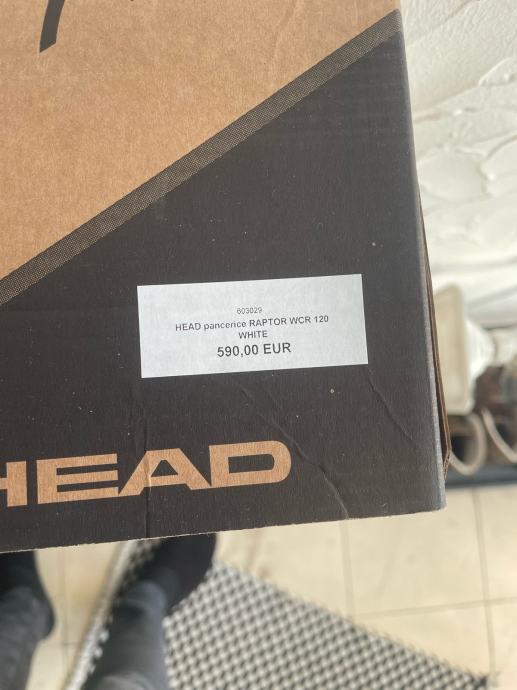 603029
HEAD pancerice RAPTOR WCR 120
WHITE
590,00 EUR
HEAD